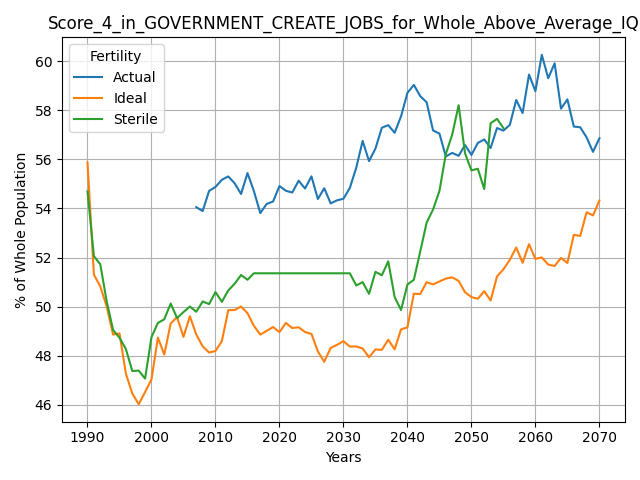 Score_4_in_GOVERNMENT_CREATE_JOBS_for_Whole_Above_Average_IQ
Fertility
Actual
Ideal
Sterile
% of Whole Population
60
58
56
54
52
50
48
46
1990 2000 2010 2020 2030 2040 2050 2060 2070
Years